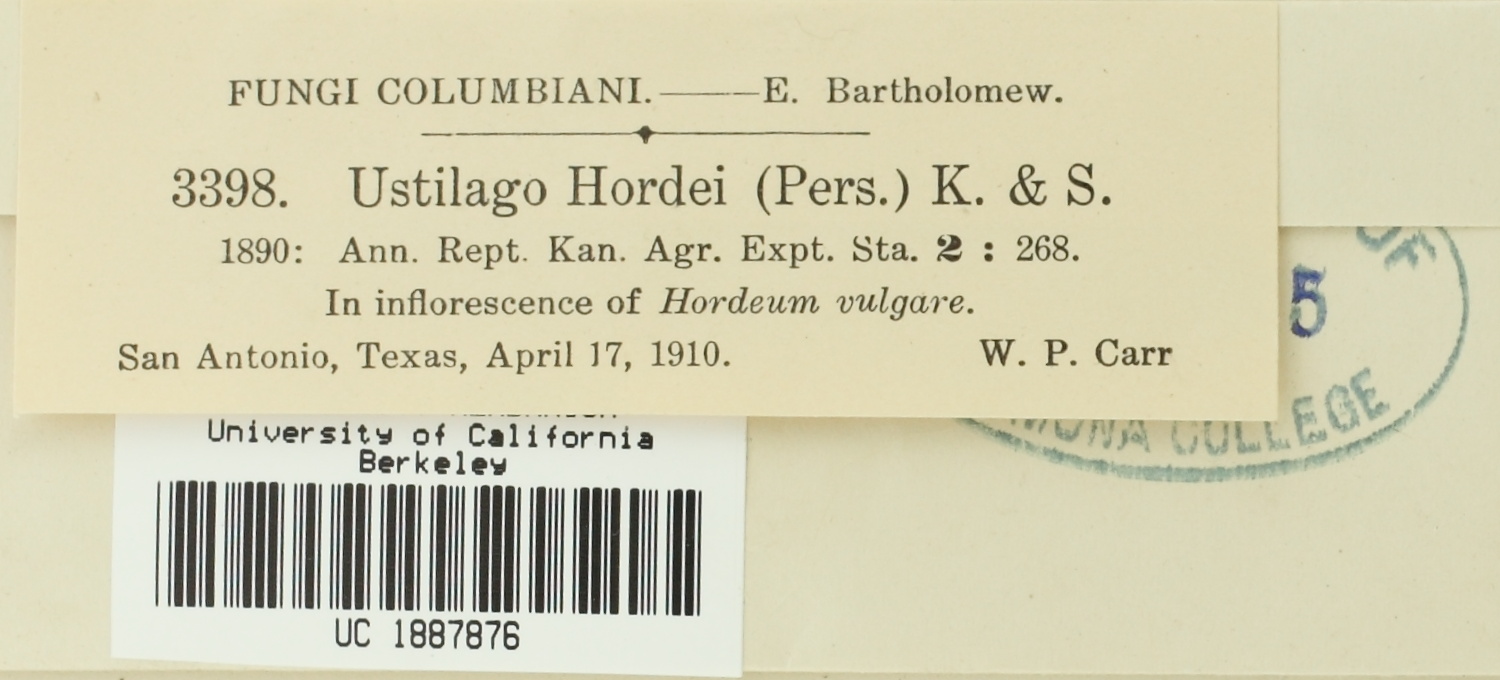 FUNGI COLUMBIANI.——E. Bartholomew.
3398. Ustilago Hordei (Pers.) K. & S.
1890: Ann. Rept. Kan. Agr. Expt. Sta. 2 : 268.
In inflorescence of Hordeum vulgare.
San Antonio, Texas, April 17, 1910. W. P. Carr
OF
5
COLLEGE
University of California
Berkeley
UC 1887876